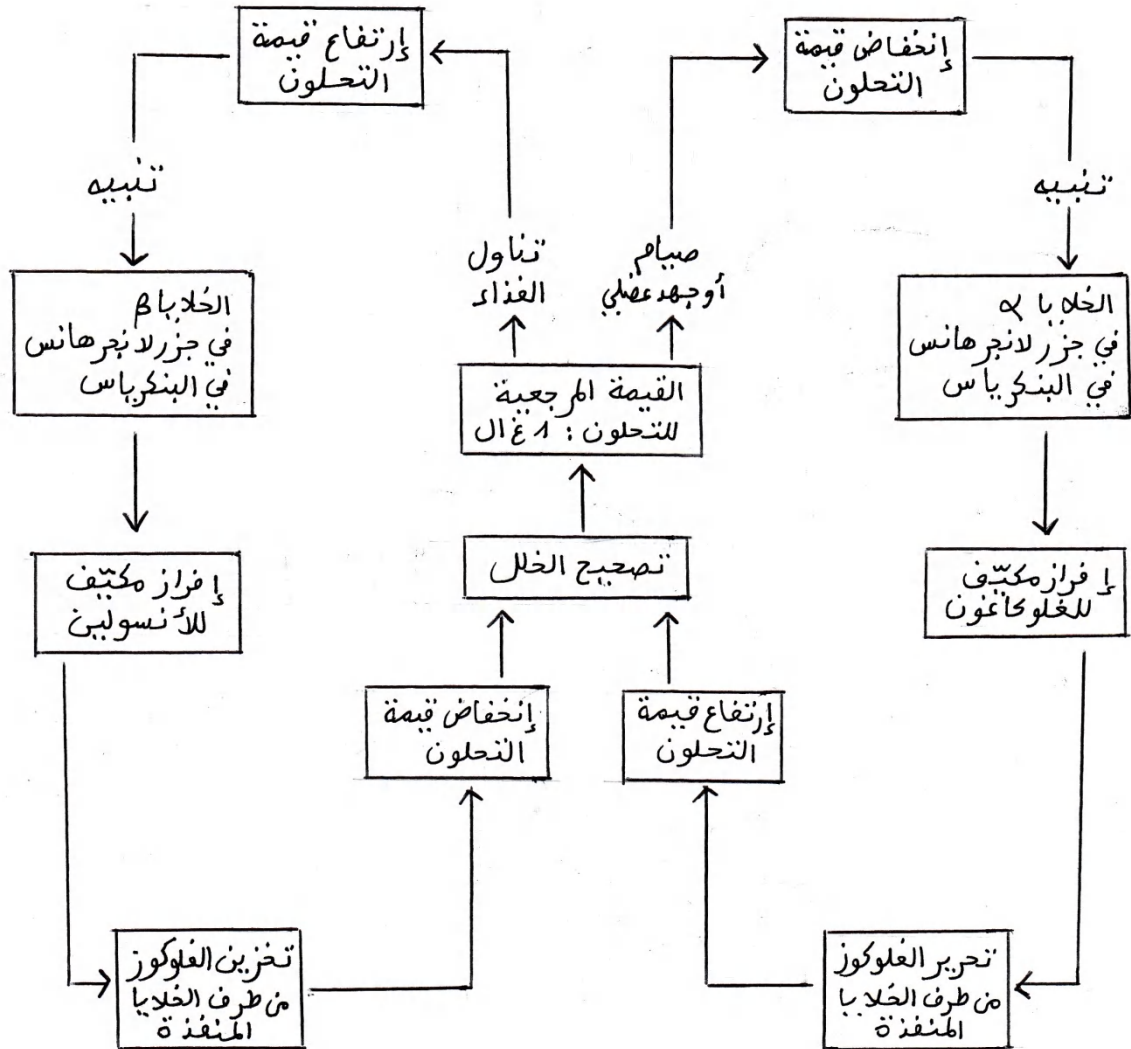 إنخفاض قيمة
التحلون
إرتفاع قيمة
التحلون
تنبيه
تنبيه
صيام
أو جهد عضلي
تناول
الغذاء
الخلايا α
في جزر لانجرهانس
في البنكرياس
الخلايا β
في جزر لانجرهانس
في البنكرياس
القيمة المرجعية
للتحلون : 1 غ/ل
تصحيح الخلل
إفراز مكيّف
للغلوكاغون
إفراز مكيّف
للأنسولين
إرتفاع قيمة
التحلون
إنخفاض قيمة
التحلون
تحرير الغلوكوز
من طرف الخلايا
المنفذة
تخزين الغلوكوز
من طرف الخلايا
المنفذة